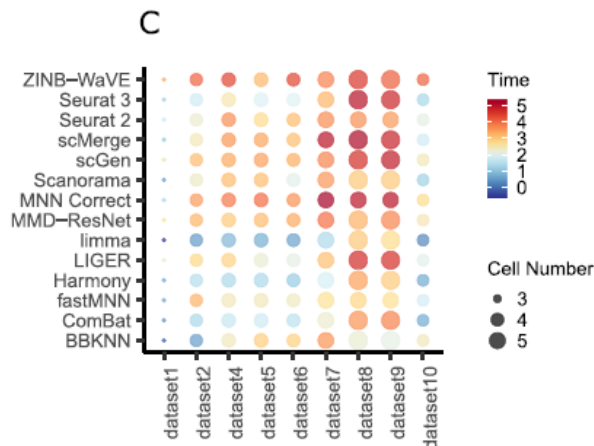 C
ZINB–WaVE
Seurat 3
Seurat 2
scMerge
scGen
Scanorama
MNN Correct
MMD–ResNet
limma
LIGER
Harmony
fastMNN
ComBat
BBKNN
dataset1
dataset2
dataset4
dataset5
dataset6
dataset7
dataset8
dataset9
dataset10
Time
5
4
3
2
1
0
Cell Number
3
4
5